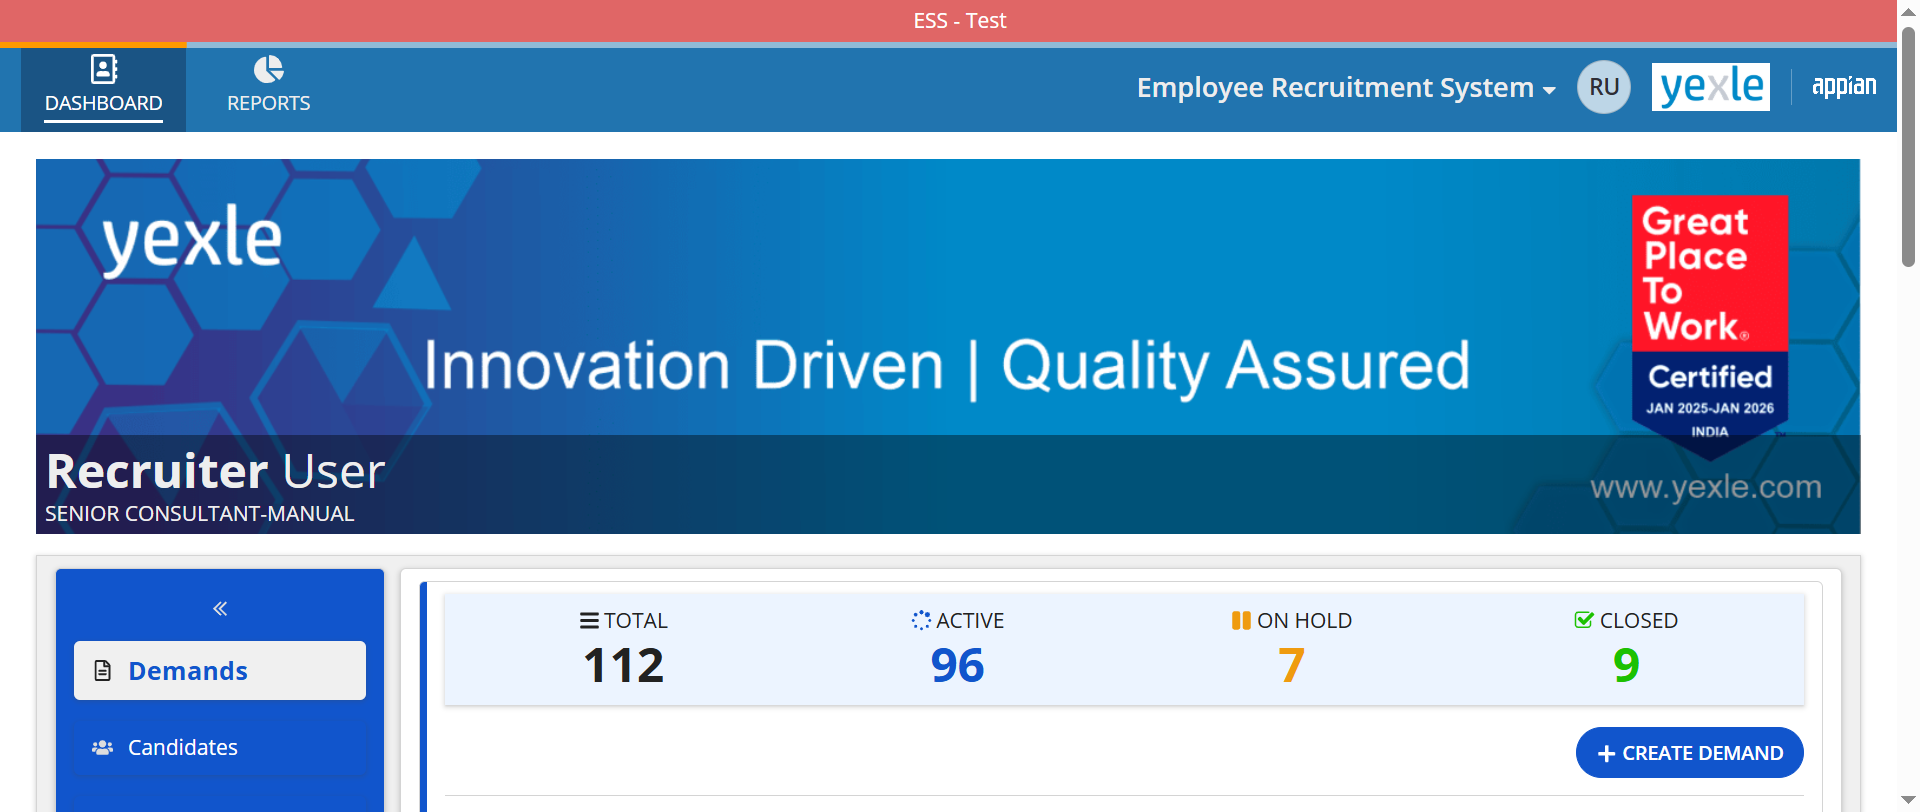 ESS - Test
DASHBOARD
REPORTS
Employee Recruitment System
RU
yexle
appian
yexle
Innovation Driven | Quality Assured
Great
Place
To
Work®
Certified
JAN 2025-JAN 2026
INDIA
™
Recruiter User
SENIOR CONSULTANT-MANUAL
www.yexle.com
Demands
Candidates
TOTAL
112
ACTIVE
96
ON HOLD
7
CLOSED
9
+ CREATE DEMAND